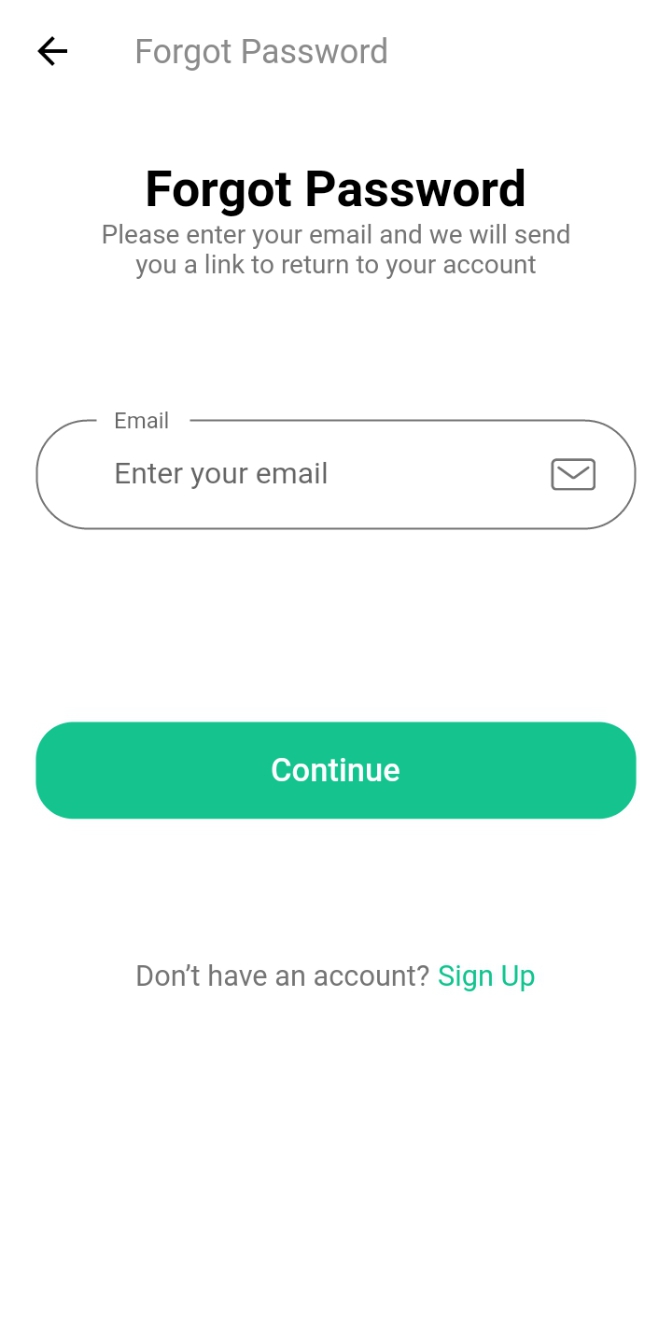 Forgot Password
Forgot Password
Please enter your email and we will send
you a link to return to your account
Email
Enter your email
Continue
Don’t have an account? Sign Up